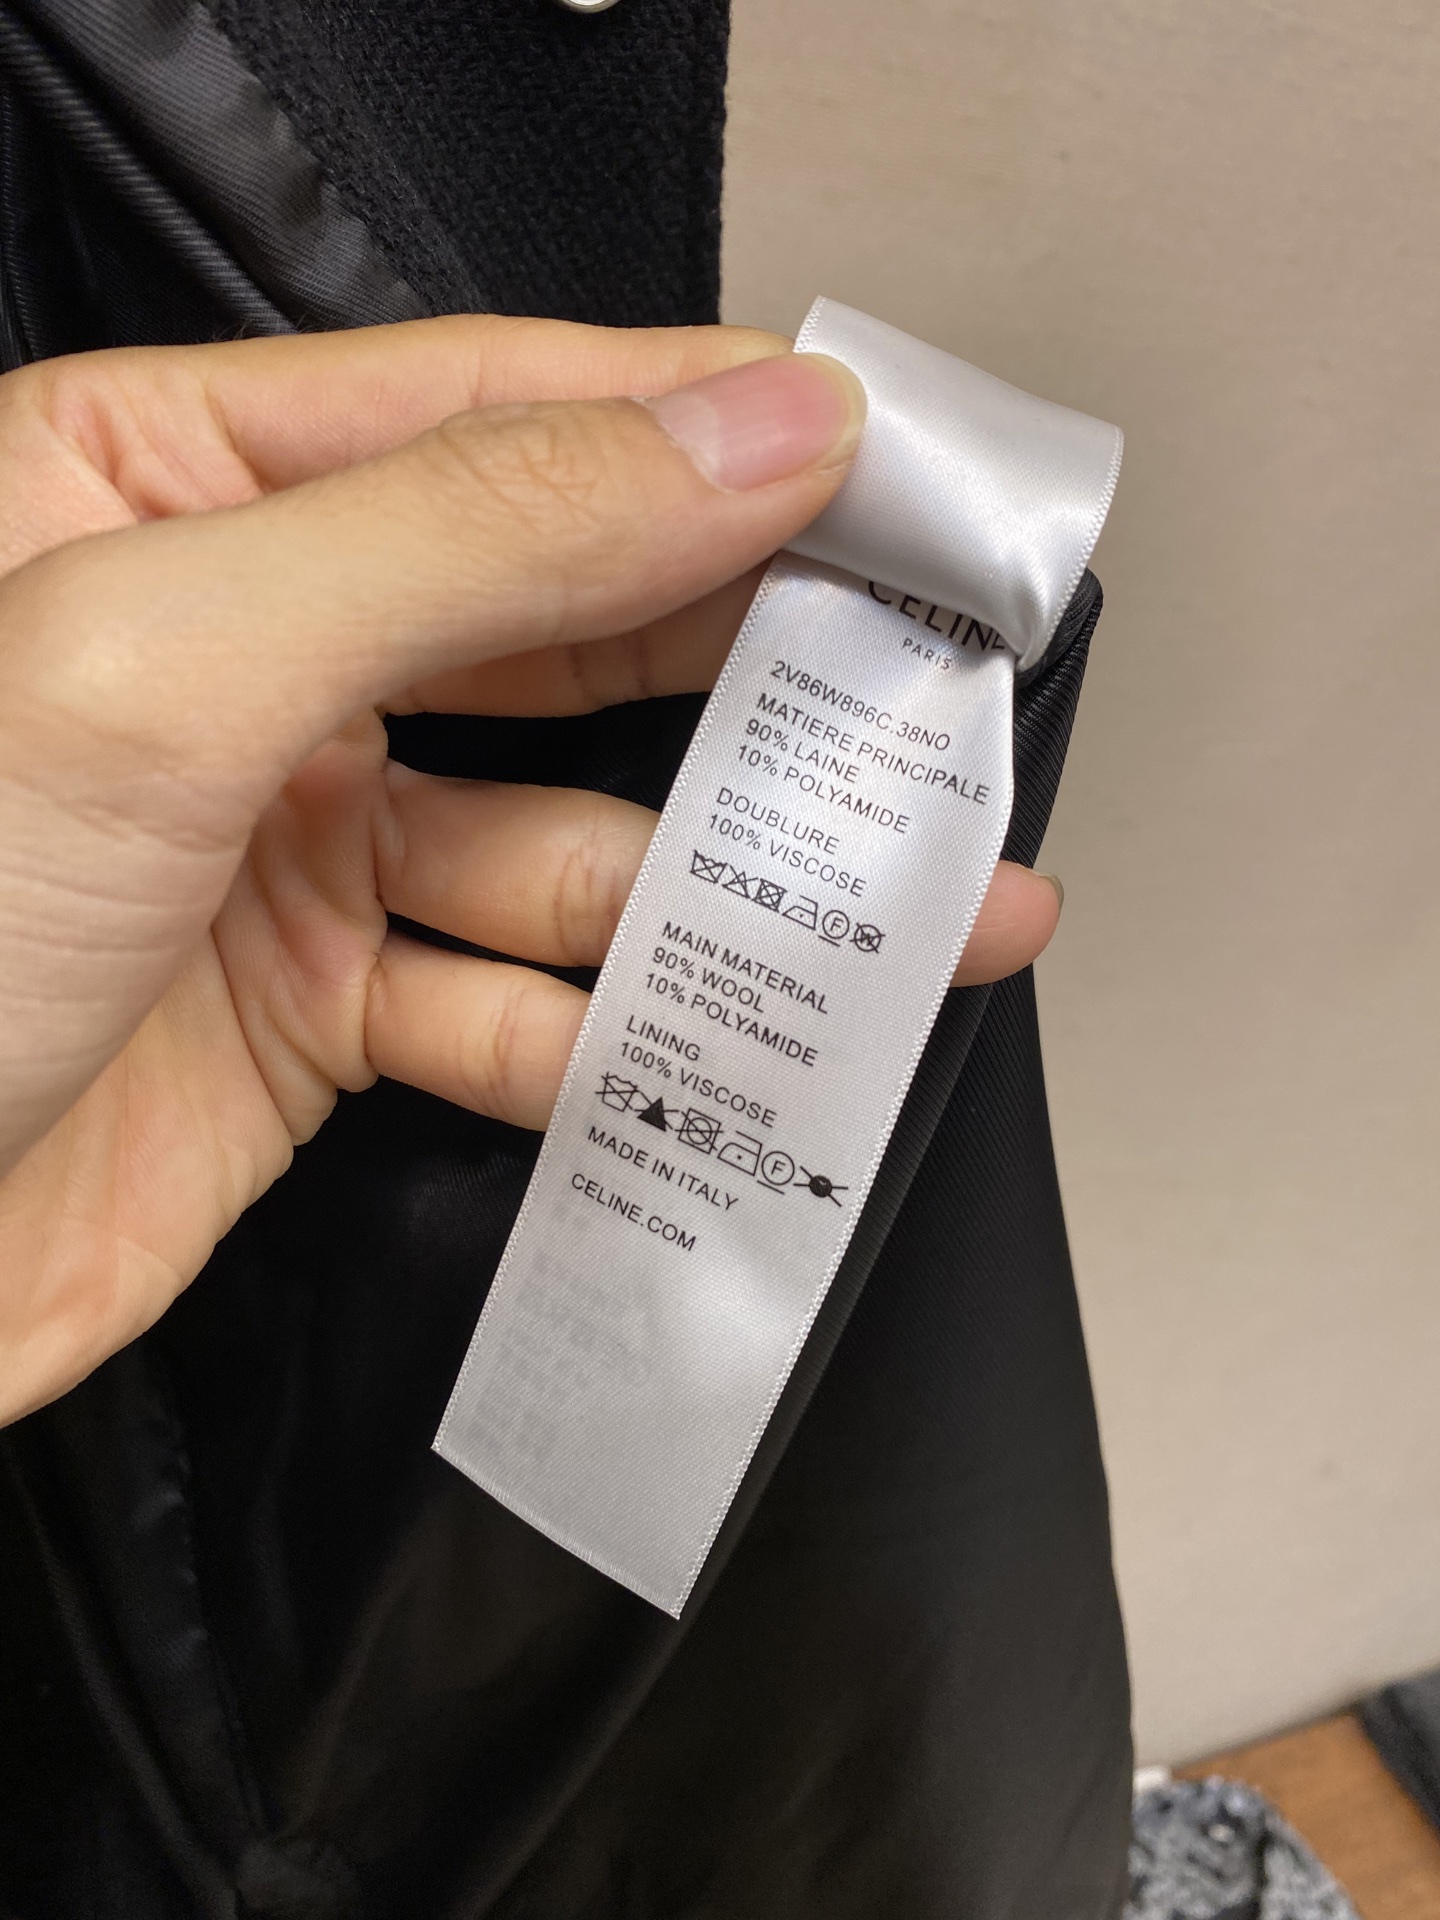 CELINE
PARIS
2V86W896C.38NO
MATIERE PRINCIPALE
90% LAINE
10% POLYAMIDE
DOUBLURE
100% VISCOSE
F W
MAIN MATERIAL
90% WOOL
10% POLYAMIDE
LINING
100% VISCOSE
F
MADE IN ITALY
CELINE.COM